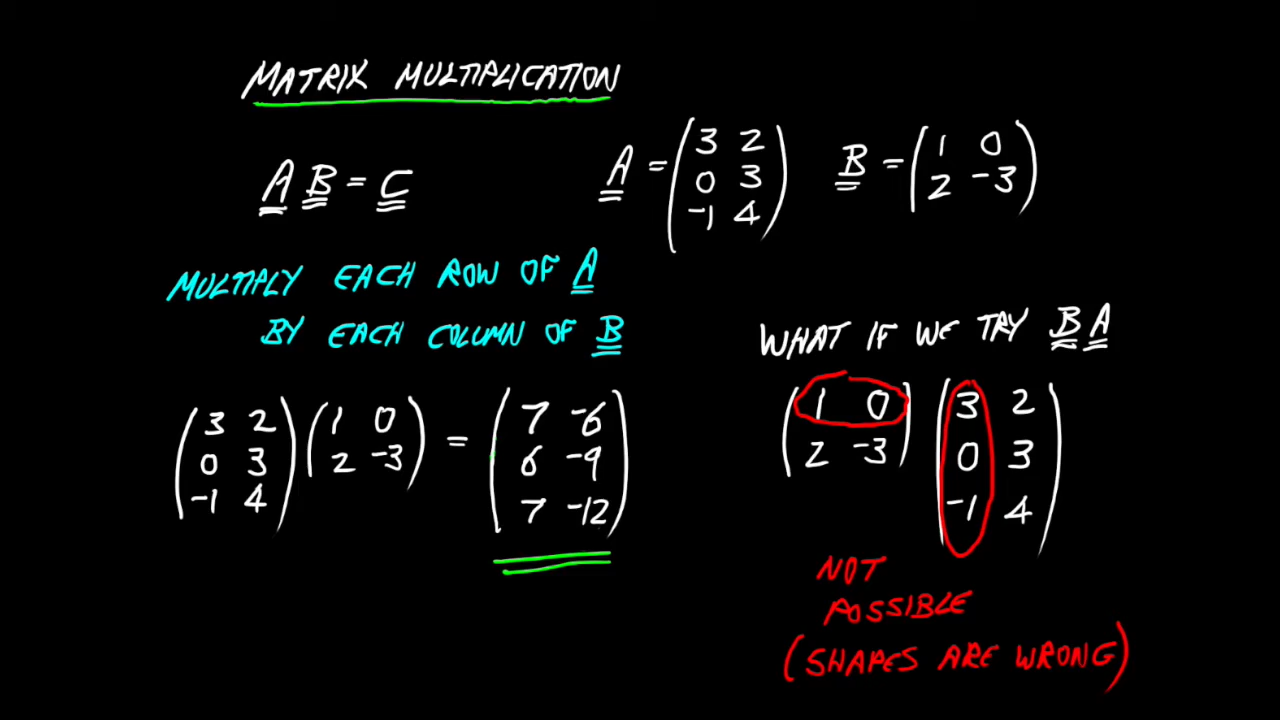 MATRIX MULTIPLICATION
A B = C
A = (3 2
0 3
-1 4)
B = (1 0
2 -3)
MULTIPLY EACH ROW OF A
BY EACH COLUMN OF B
(3 2
0 3
-1 4)
(1 0
2 -3)
=
(7 -6
6 -9
7 -12)
WHAT IF WE TRY B A
(1 0
2 -3)
(3 2
0 3
-1 4)
NOT
POSSIBLE
(SHAPES ARE WRONG)